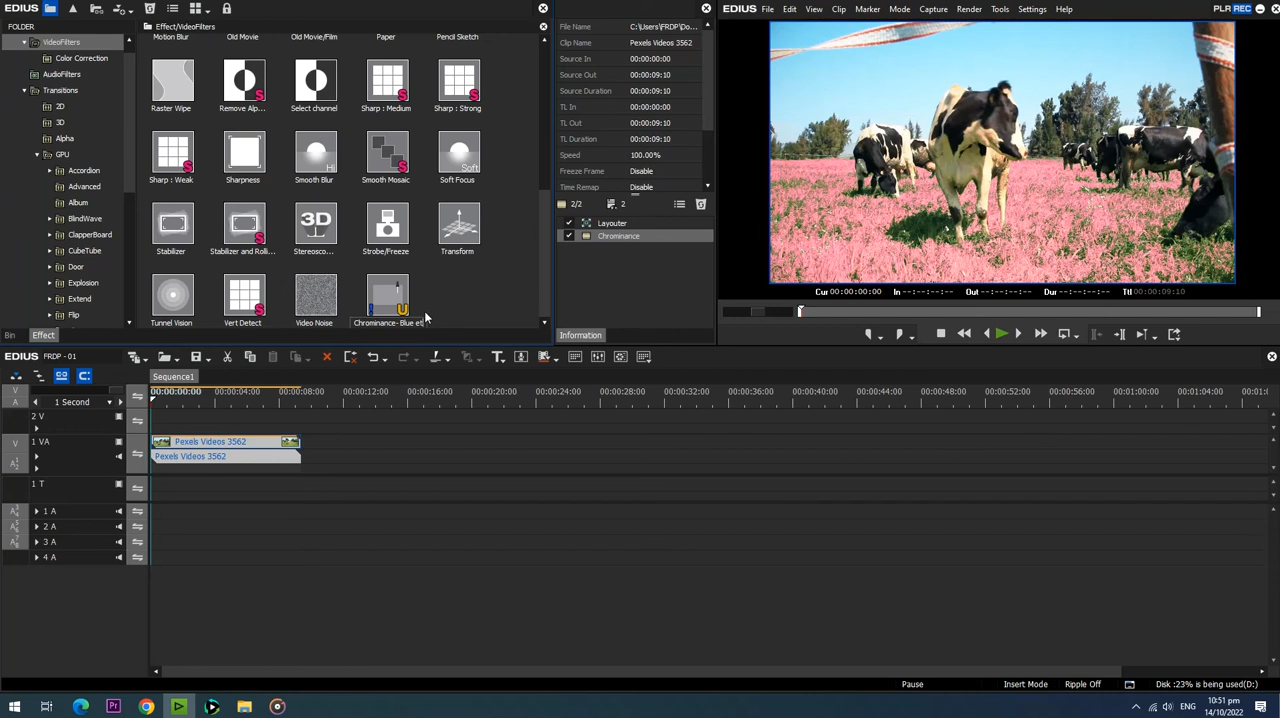 FOLDER
VideoFilters
Color Correction
AudioFilters
Transitions
2D
3D
Alpha
GPU
Accordion
Advanced
Album
BlindWave
ClapperBoard
CubeTube
Door
Explosion
Extend
Flip
Bin
Effect
Effect/VideoFilters
Motion Blur
Old Movie
Old Movie/Film
Paper
Pencil Sketch
Raster Wipe
Remove Alp...
Select channel
Sharp : Medium
Sharp : Strong
Sharp : Weak
Sharpness
Hi
Smooth Blur
Smooth Mosaic
Soft
Soft Focus
Stabilizer
Stabilizer and Rolli...
3D
Stereosco...
Strobe/Freeze
Transform
Tunnel Vision
Vert Detect
Video Noise
U
Chrominance- Blue et
File Name C:\Users\FRDP\Do...
Clip Name Pexels Videos 3562
Source In 00:00:00:00
Source Out 00:00:09:10
Source Duration 00:00:09:10
TL In 00:00:00:00
TL Out 00:00:09:10
TL Duration 00:00:09:10
Speed 100.00%
Freeze Frame Disable
Time Remap Disable
2/2 2
Layouter
Chrominance
Information
EDIUS File Edit View Clip Marker Mode Capture Render Tools Settings Help PLR REC
Cur 00:00:00:00 In --:--:--:-- Out --:--:--:-- Dur --:--:--:-- Ttl 00:00:09:10
EDIUS FRDP - 01
Sequence1
V
A
1 Second
00:00:00:00 00:00:04:00 00:00:08:00 00:00:12:00 00:00:16:00 00:00:20:00 00:00:24:00 00:00:28:00 00:00:32:00 00:00:36:00 00:00:40:00 00:00:44:00 00:00:48:00 00:00:52:00 00:00:56:00 00:01:00:00 00:01:04:00 00:01:0
2 V
V 1 VA Pexels Videos 3562
Pexels Videos 3562
1 T
1 A
2 A
3 A
4 A
Pause Insert Mode Ripple Off Disk :23% is being used(D:)
Pr
ENG
10:51 pm
14/10/2022